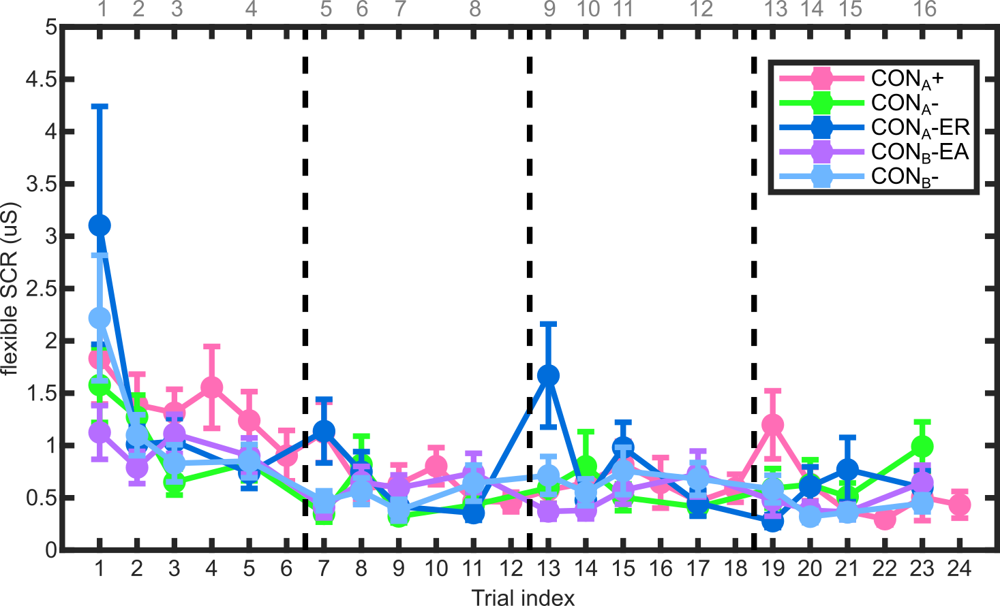 1 2 3 4 5 6 7 8 9 10 11 12 13 14 15 16
5
4.5
4
3.5
3
2.5
2
1.5
1
0.5
0
flexible SCR (uS)
CONA+
CONA-
CONA-ER
CONB-EA
CONB-
1 2 3 4 5 6 7 8 9 10 11 12 13 14 15 16 17 18 19 20 21 22 23 24
Trial index